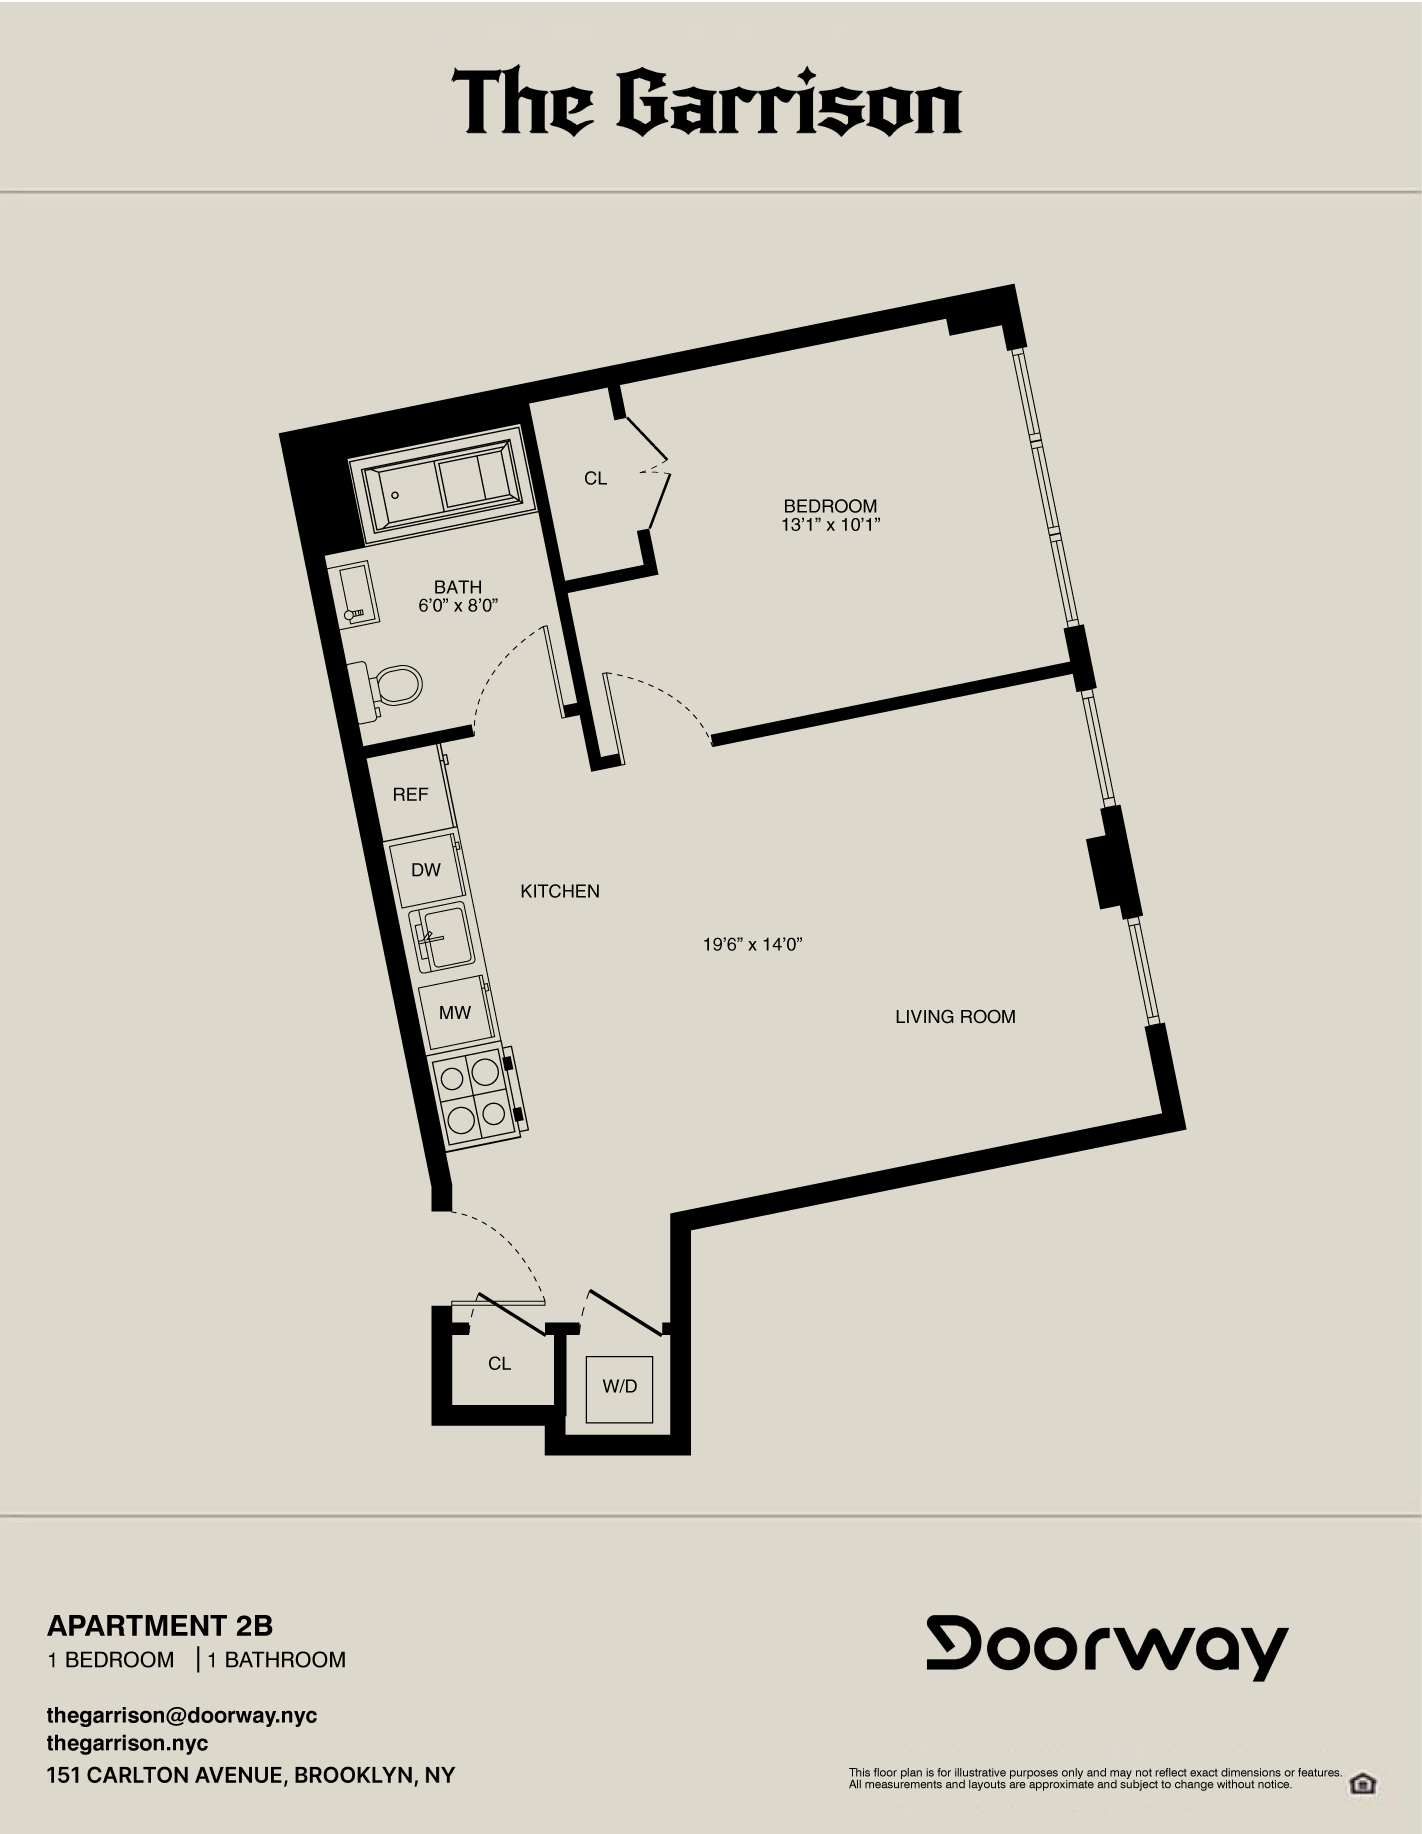 The Garrison
CL
BEDROOM
13’1” x 10’1”
BATH
6’0” x 8’0”
REF
DW
KITCHEN
19’6” x 14’0”
MW
LIVING ROOM
CL
W/D
APARTMENT 2B
1 BEDROOM | 1 BATHROOM
thegarrison@doorway.nyc
thegarrison.nyc
151 CARLTON AVENUE, BROOKLYN, NY
Doorway
This floor plan is for illustrative purposes only and may not reflect exact dimensions or features.
All measurements and layouts are approximate and subject to change without notice.